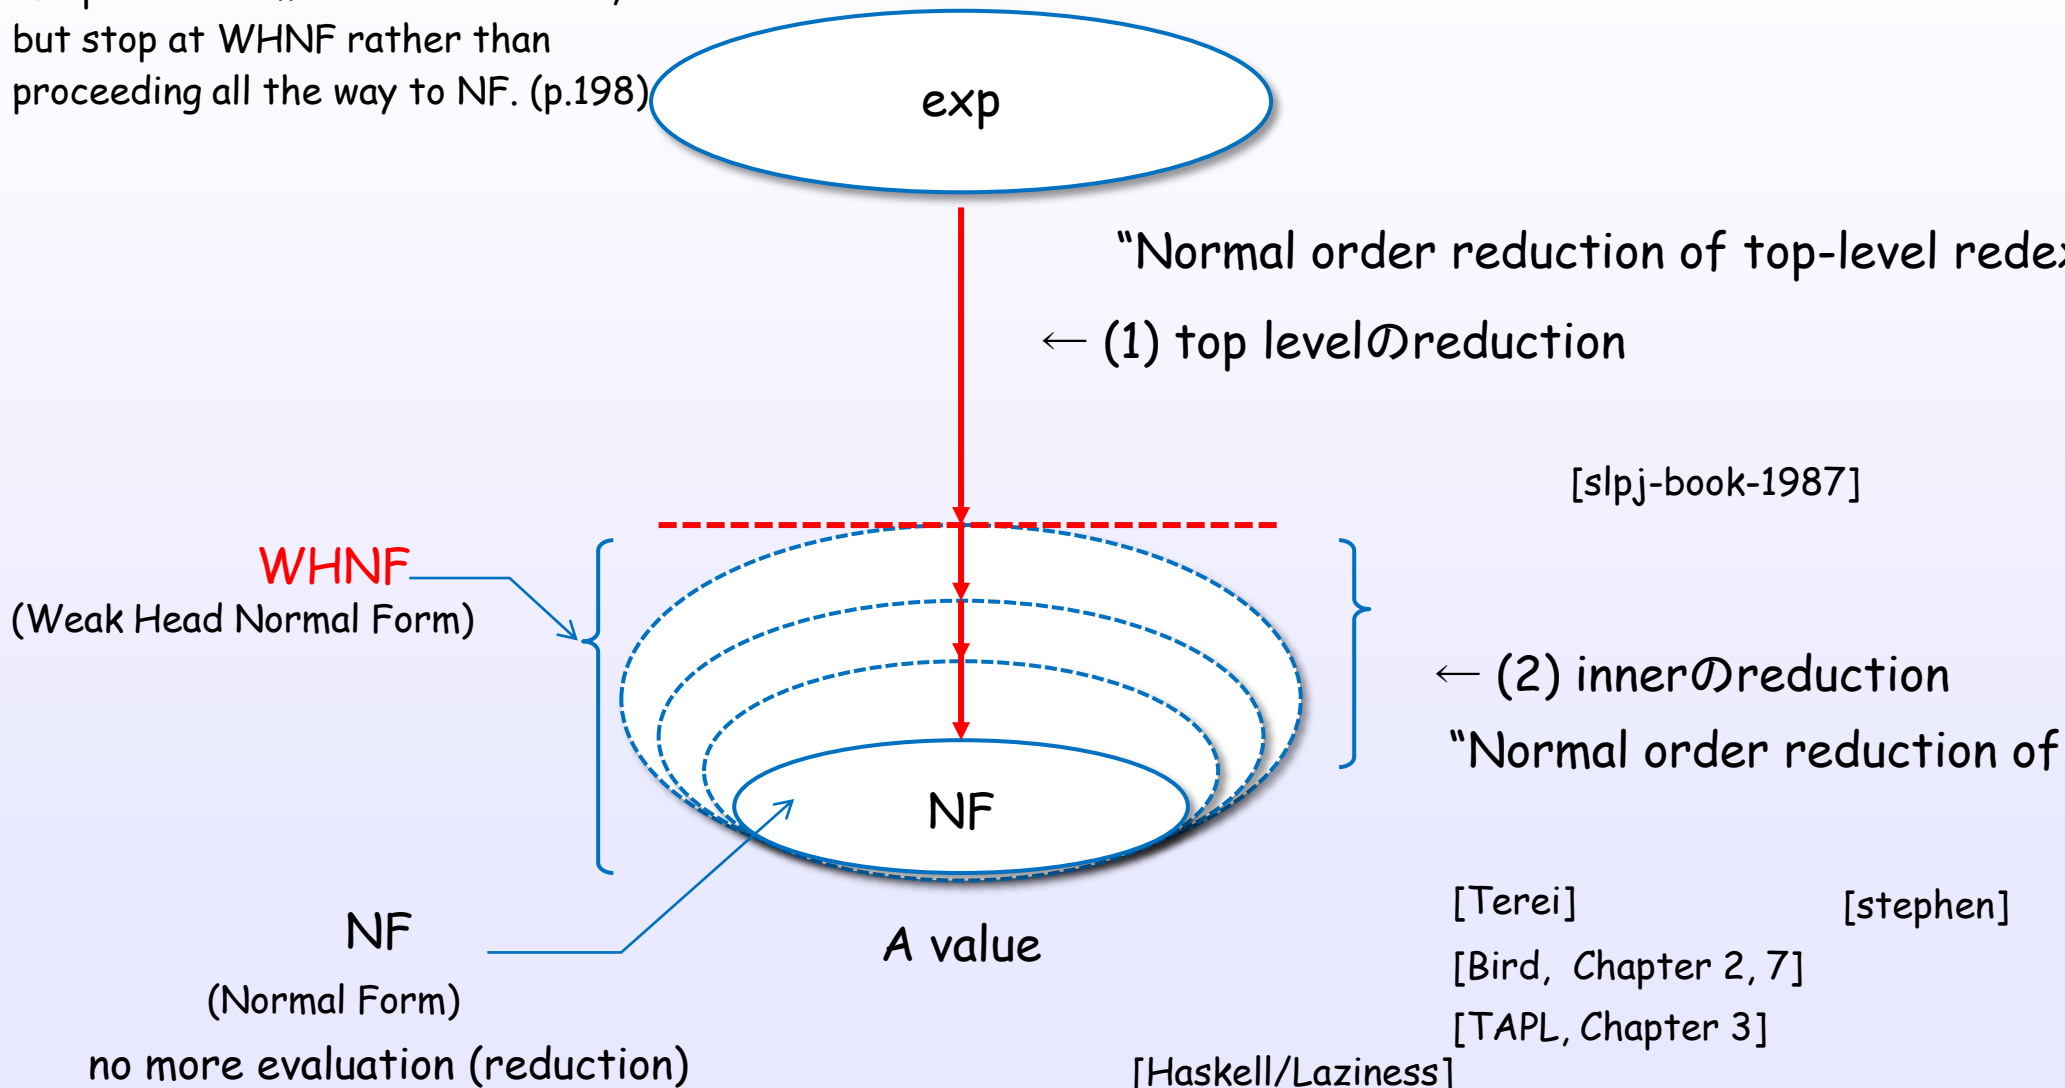 but stop at WHNF rather than
proceeding all the way to NF. (p.198)
exp
“Normal order reduction of top-level redex
← (1) top levelのreduction
[slpj-book-1987]
WHNF
(Weak Head Normal Form)
← (2) innerのreduction
“Normal order reduction of
NF
A value
NF
(Normal Form)
no more evaluation (reduction)
[Terei]
[stephen]
[Bird, Chapter 2, 7]
[TAPL, Chapter 3]
[Haskell/Laziness]